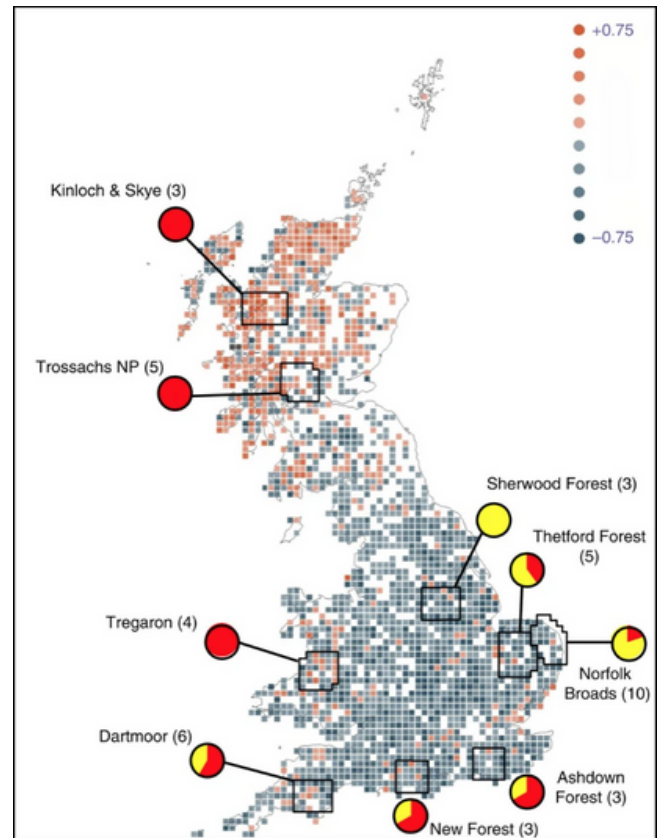 +0.75
−0.75
Kinloch & Skye (3)
Trossachs NP (5)
Sherwood Forest (3)
Thetford Forest
(5)
Tregaron (4)
Norfolk
Broads (10)
Dartmoor (6)
Ashdown
Forest (3)
New Forest (3)